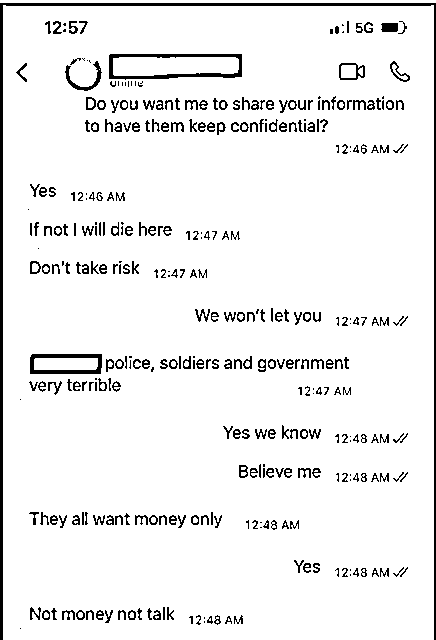 12:57
5G
online
Do you want me to share your information
to have them keep confidential?
12:46 AM
Yes 12:46 AM
If not I will die here 12:47 AM
Don't take risk 12:47 AM
We won't let you 12:47 AM
police, soldiers and government
very terrible 12:47 AM
Yes we know 12:48 AM
Believe me 12:48 AM
They all want money only 12:48 AM
Yes 12:48 AM
Not money not talk 12:48 AM